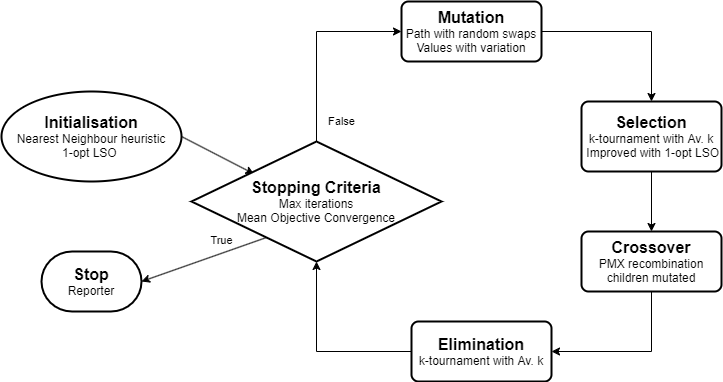 Mutation
Path with random swaps
Values with variation
Initialisation
Nearest Neighbour heuristic
1-opt LSO
False
Selection
k-tournament with Av. k
Improved with 1-opt LSO
Stopping Criteria
Max iterations
Mean Objective Convergence
True
Crossover
PMX recombination
children mutated
Stop
Reporter
Elimination
k-tournament with Av. k